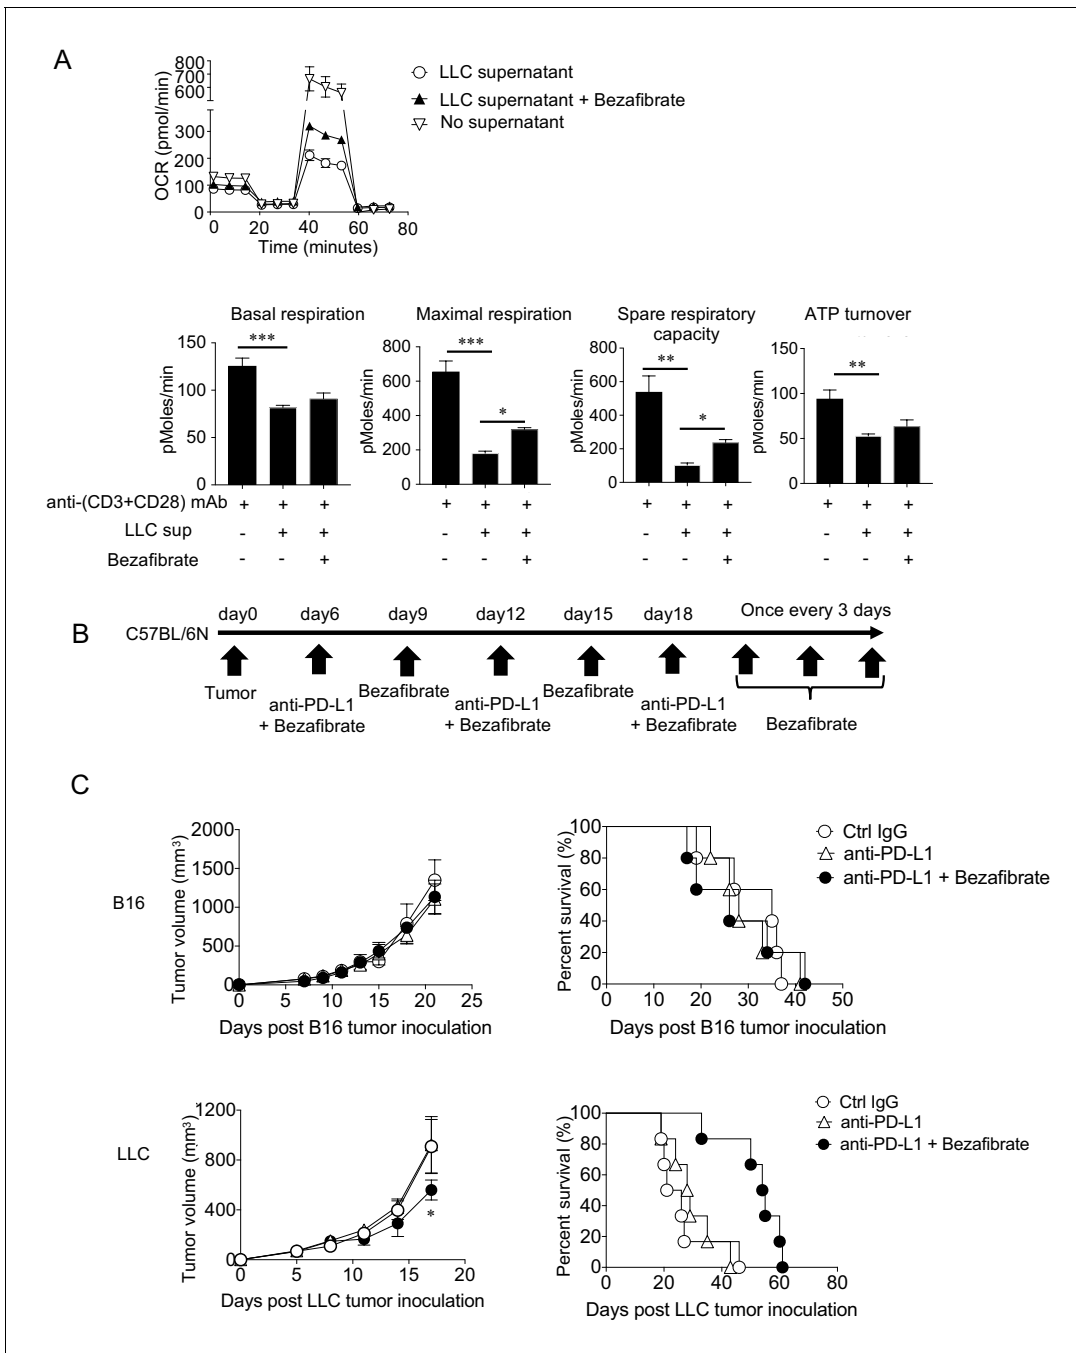 A
OCR (pmol/min)
800
700
600
300
200
100
0
0 20 40 60 80
Time (minutes)
LLC supernatant
LLC supernatant + Bezafibrate
No supernatant
Basal respiration
pMoles/min
150
100
50
0
***
Maximal respiration
pMoles/min
800
600
400
200
0
***
*
Spare respiratory
capacity
pMoles/min
800
600
400
200
0
**
*
ATP turnover
pMoles/min
150
100
50
0
**
anti-(CD3+CD28) mAb + + + + + + + + + + + +
LLC sup - + + - + + - + + - + +
Bezafibrate - - + - - + - - + - - +
B
C57BL/6N
day0 day6 day9 day12 day15 day18 Once every 3 days
Tumor
anti-PD-L1
+ Bezafibrate
Bezafibrate
anti-PD-L1
+ Bezafibrate
Bezafibrate
anti-PD-L1
+ Bezafibrate
Bezafibrate
C
B16
Tumor volume (mm³)
2000
1500
1000
500
0
0 5 10 15 20 25
Days post B16 tumor inoculation
Percent survival (%)
100
80
60
40
20
0
0 10 20 30 40 50
Days post B16 tumor inoculation
Ctrl IgG
anti-PD-L1
anti-PD-L1 + Bezafibrate
LLC
Tumor volume (mm³)
1200
800
400
0
*
0 5 10 15 20
Days post LLC tumor inoculation
Percent survival (%)
100
80
60
40
20
0
0 20 40 60 80
Days post LLC tumor inoculation
Ctrl IgG
anti-PD-L1
anti-PD-L1 + Bezafibrate